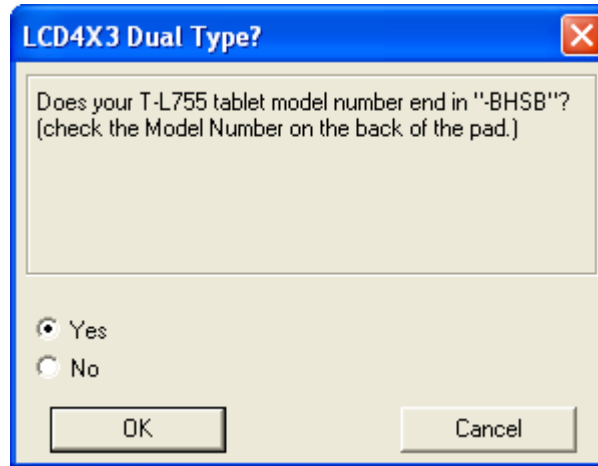 LCD4X3 Dual Type?
Does your T-L755 tablet model number end in "-BHSB"?
(check the Model Number on the back of the pad.)
Yes
No
OK
Cancel